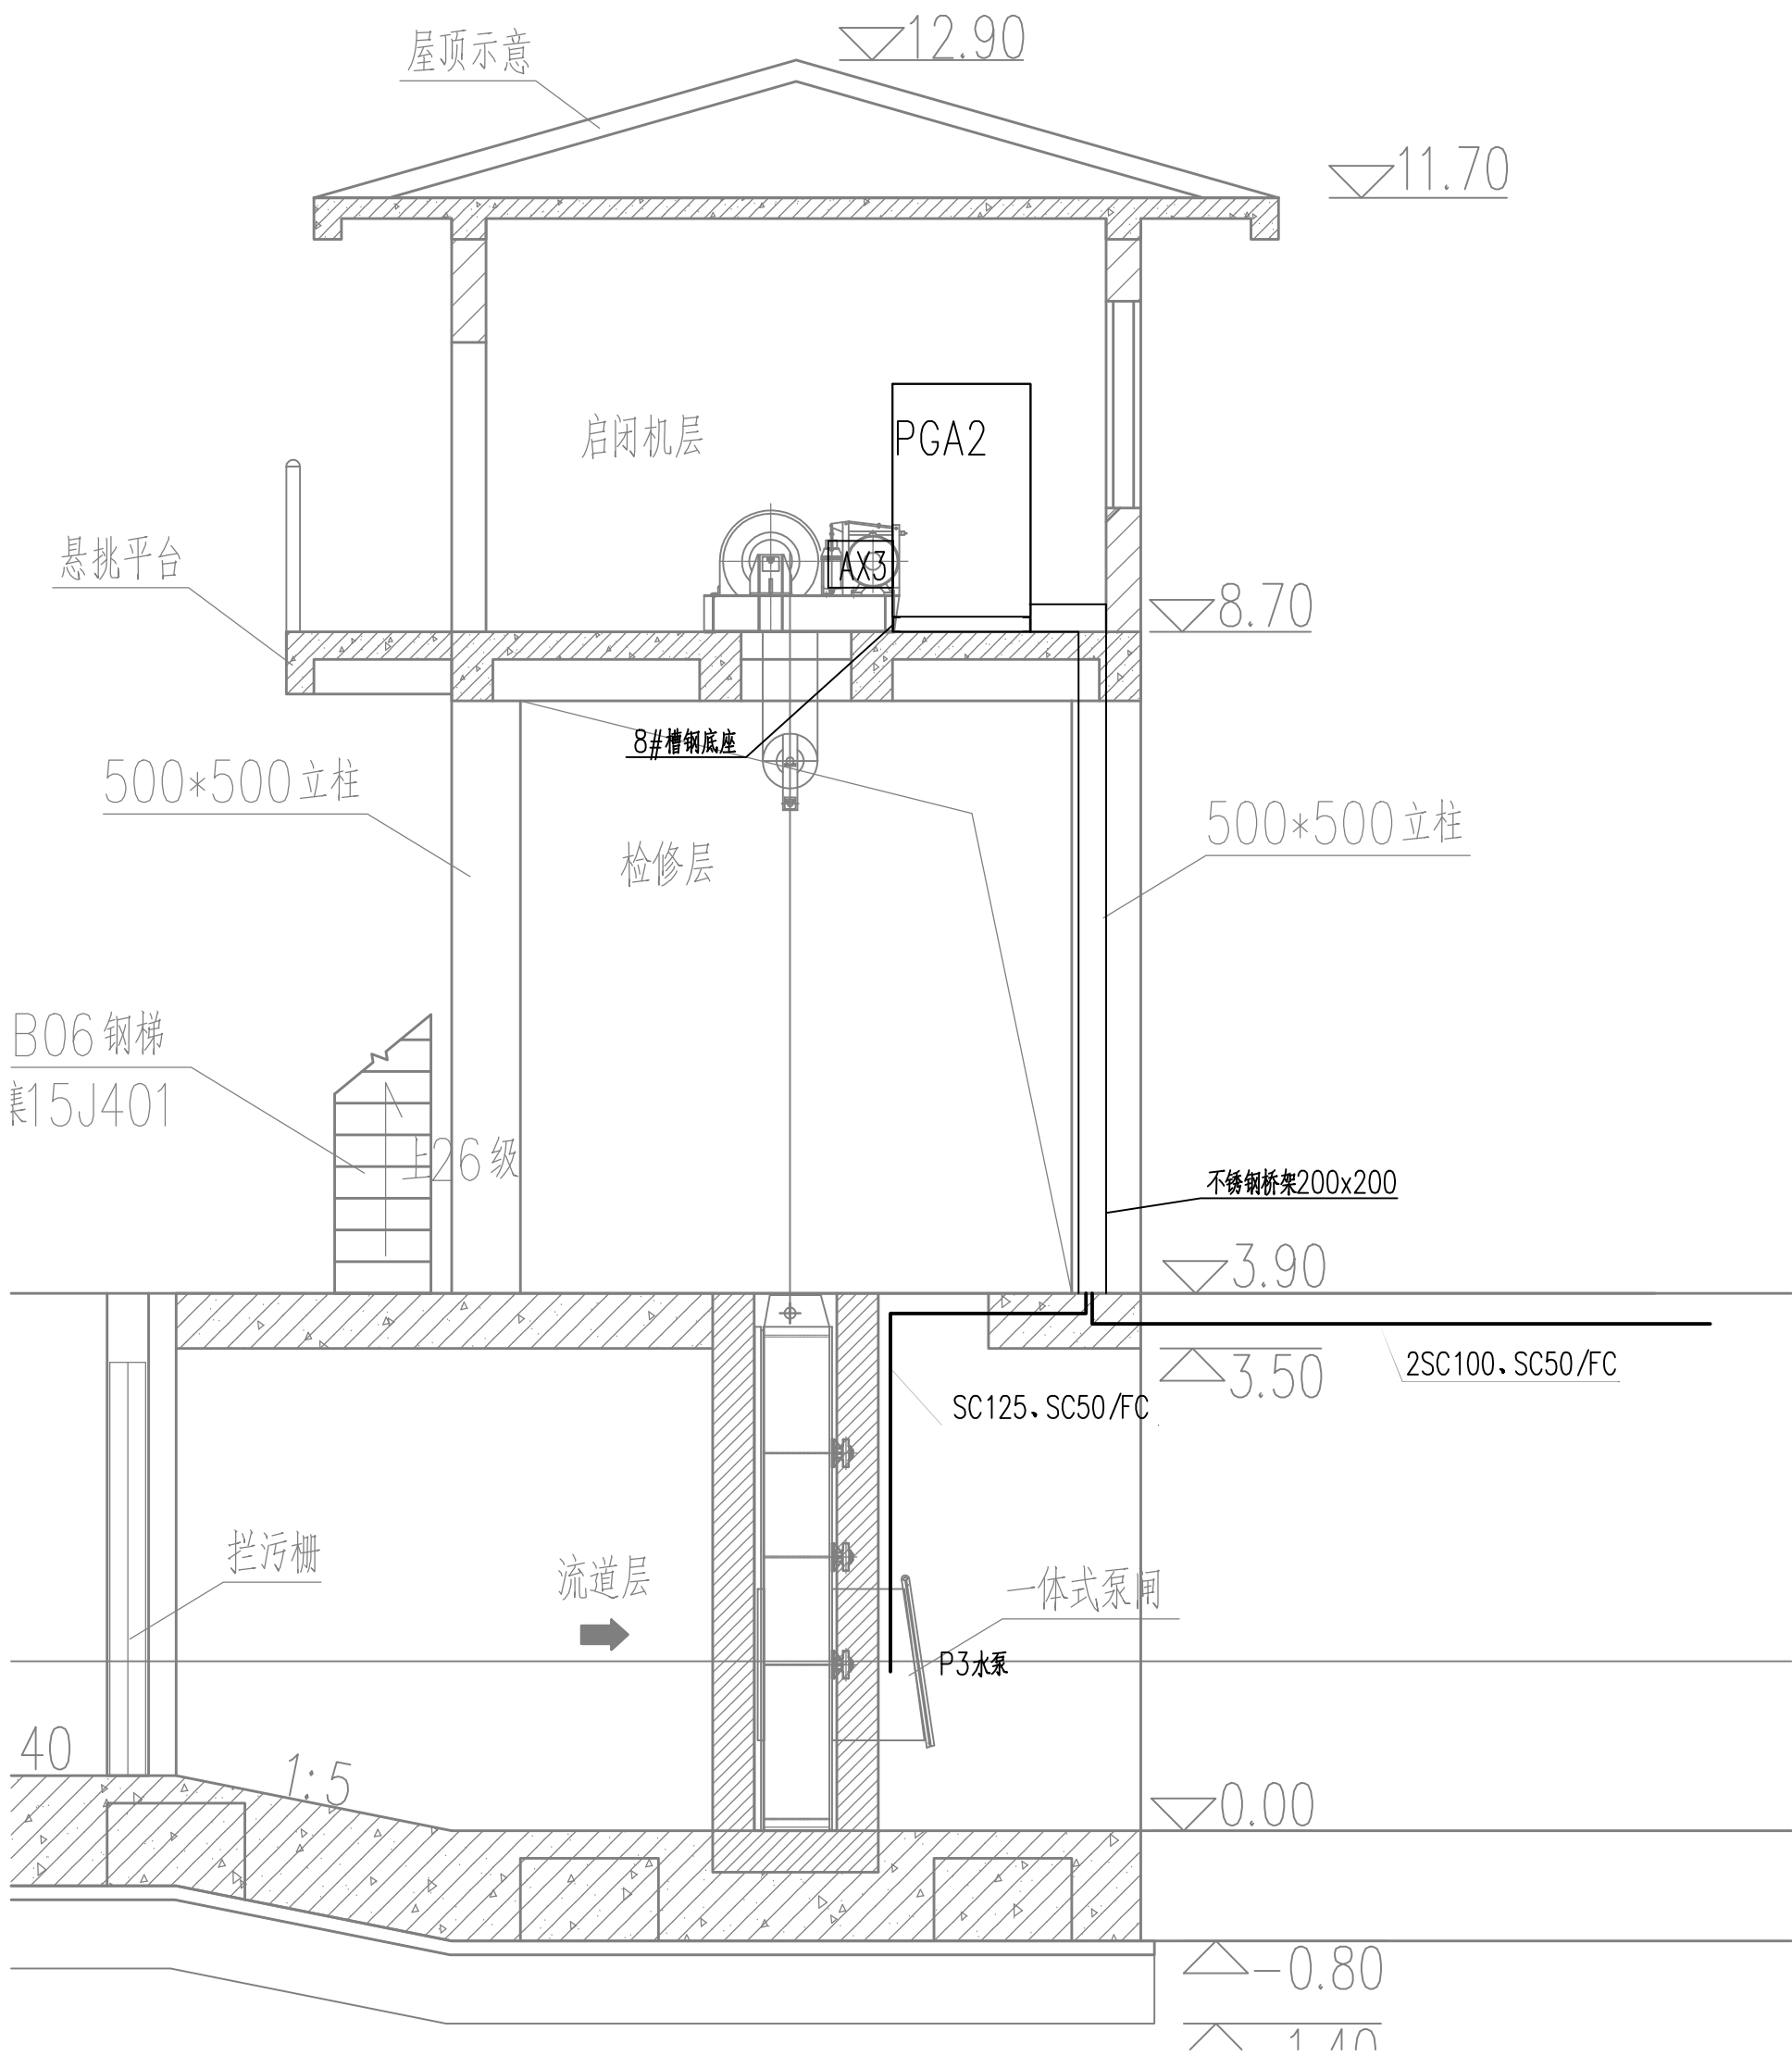 屋顶示意
12.90
11.70
启闭机层
PGA2
AX3
悬挑平台
8.70
8#槽钢底座
500*500立柱
500*500立柱
检修层
B06钢梯
15J401
上26级
不锈钢桥架200x200
3.90
3.50
2SC100、SC50/FC
SC125、SC50/FC
拦污栅
流道层
一体式泵闸
P3水泵
40
1:5
0.00
-0.80